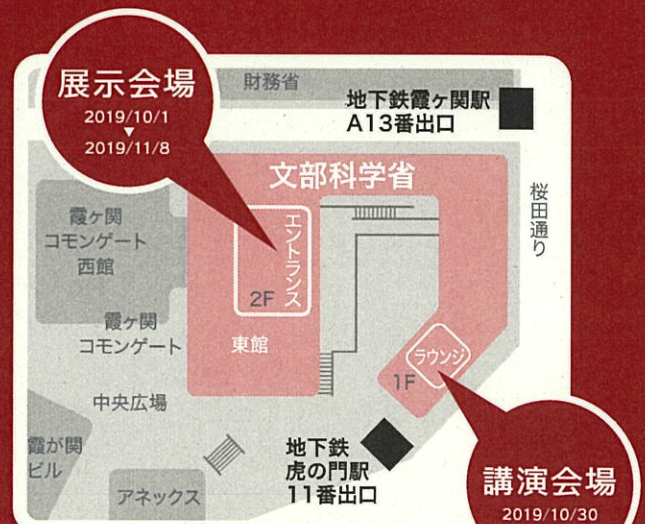 展示会場
2019/10/1
▼
2019/11/8
財務省
地下鉄霞ヶ関駅
A13番出口
文部科学省
桜田通り
霞ヶ関
コモンゲート
西館
エントランス
2F
霞ヶ関
コモンゲート
東館
ラウンジ
1F
中央広場
霞が関
ビル
地下鉄
虎の門駅
11番出口
アネックス
講演会場
2019/10/30